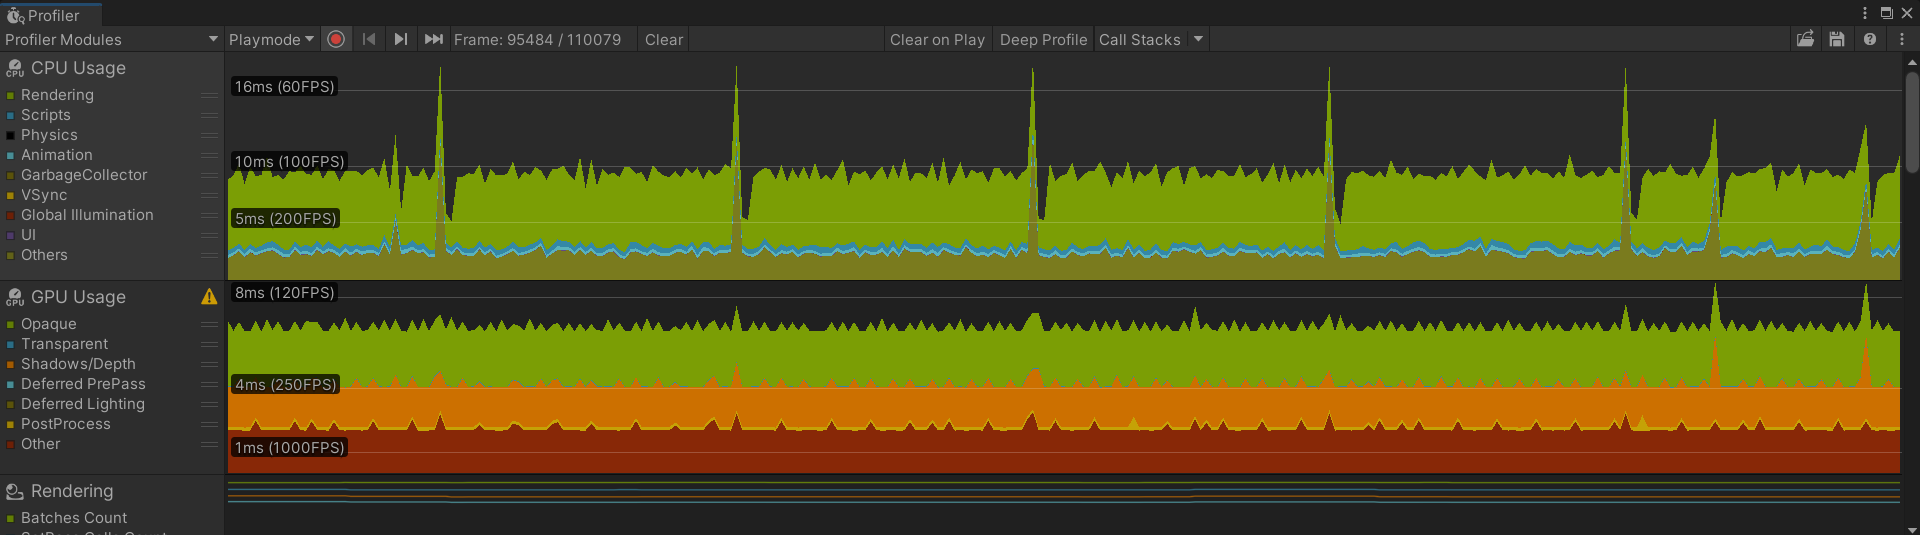 Profiler
Profiler Modules
Playmode
Frame: 95484 / 110079
Clear
Clear on Play
Deep Profile
Call Stacks
CPU
CPU Usage
Rendering
Scripts
Physics
Animation
GarbageCollector
VSync
Global Illumination
UI
Others
16ms (60FPS)
10ms (100FPS)
5ms (200FPS)
CPU
GPU Usage
Opaque
Transparent
Shadows/Depth
Deferred PrePass
Deferred Lighting
PostProcess
Other
8ms (120FPS)
4ms (250FPS)
1ms (1000FPS)
Rendering
Batches Count